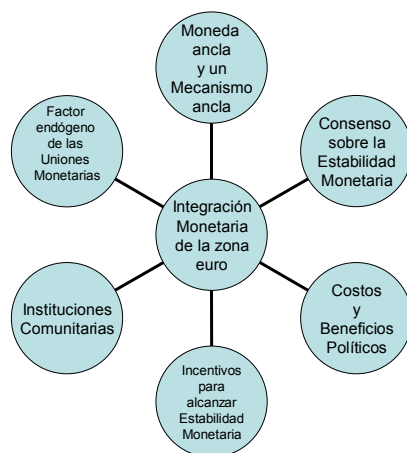 Moneda
ancla
y un
Mecanismo
ancla
Factor
endógeno
de las
Uniones
Monetarias
Consenso
sobre la
Estabilidad
Monetaria
Integración
Monetaria
de la zona
euro
Instituciones
Comunitarias
Costos
y
Beneficios
Políticos
Incentivos
para
alcanzar
Estabilidad
Monetaria